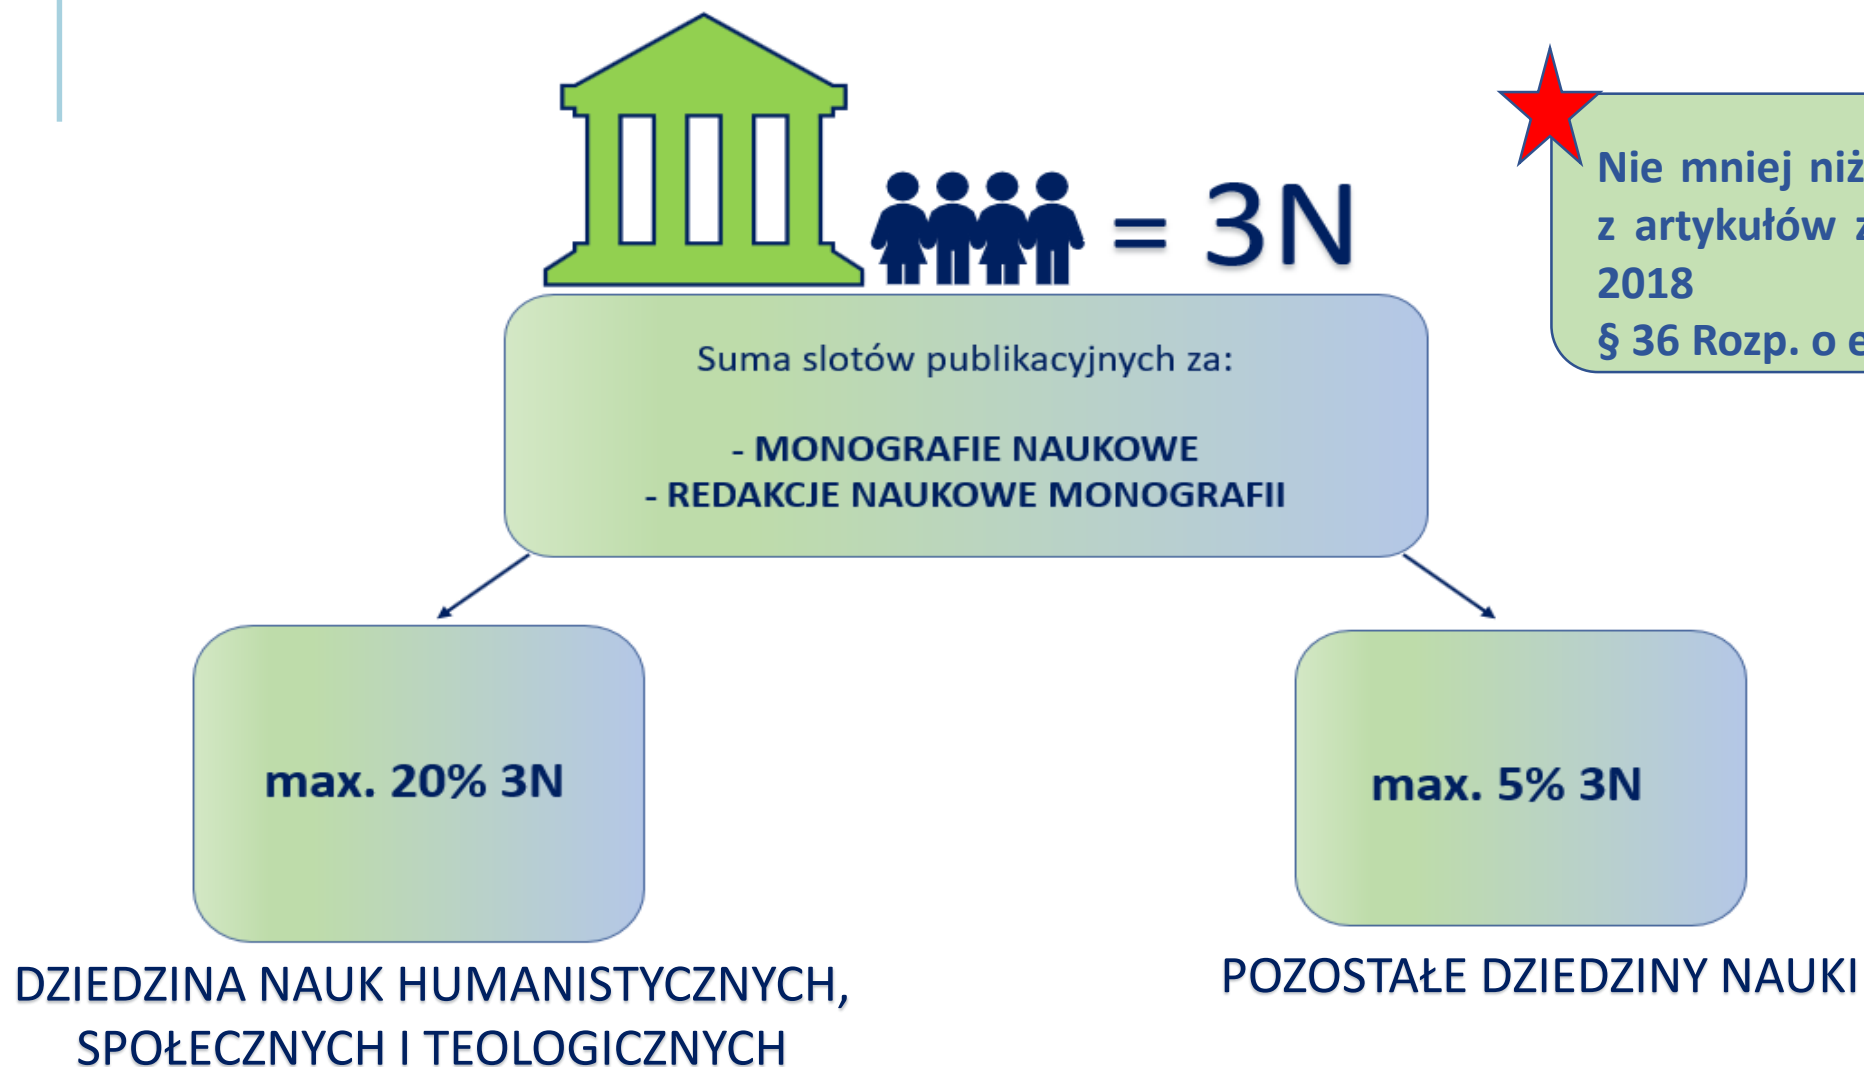 = 3N
Nie mniej niż
z artykułów z
2018
§ 36 Rozp. o e
Suma slotów publikacyjnych za:
- MONOGRAFIE NAUKOWE
- REDAKCJE NAUKOWE MONOGRAFII
max. 20% 3N
max. 5% 3N
DZIEDZINA NAUK HUMANISTYCZNYCH,
SPOŁECZNYCH I TEOLOGICZNYCH
POZOSTAŁE DZIEDZINY NAUKI